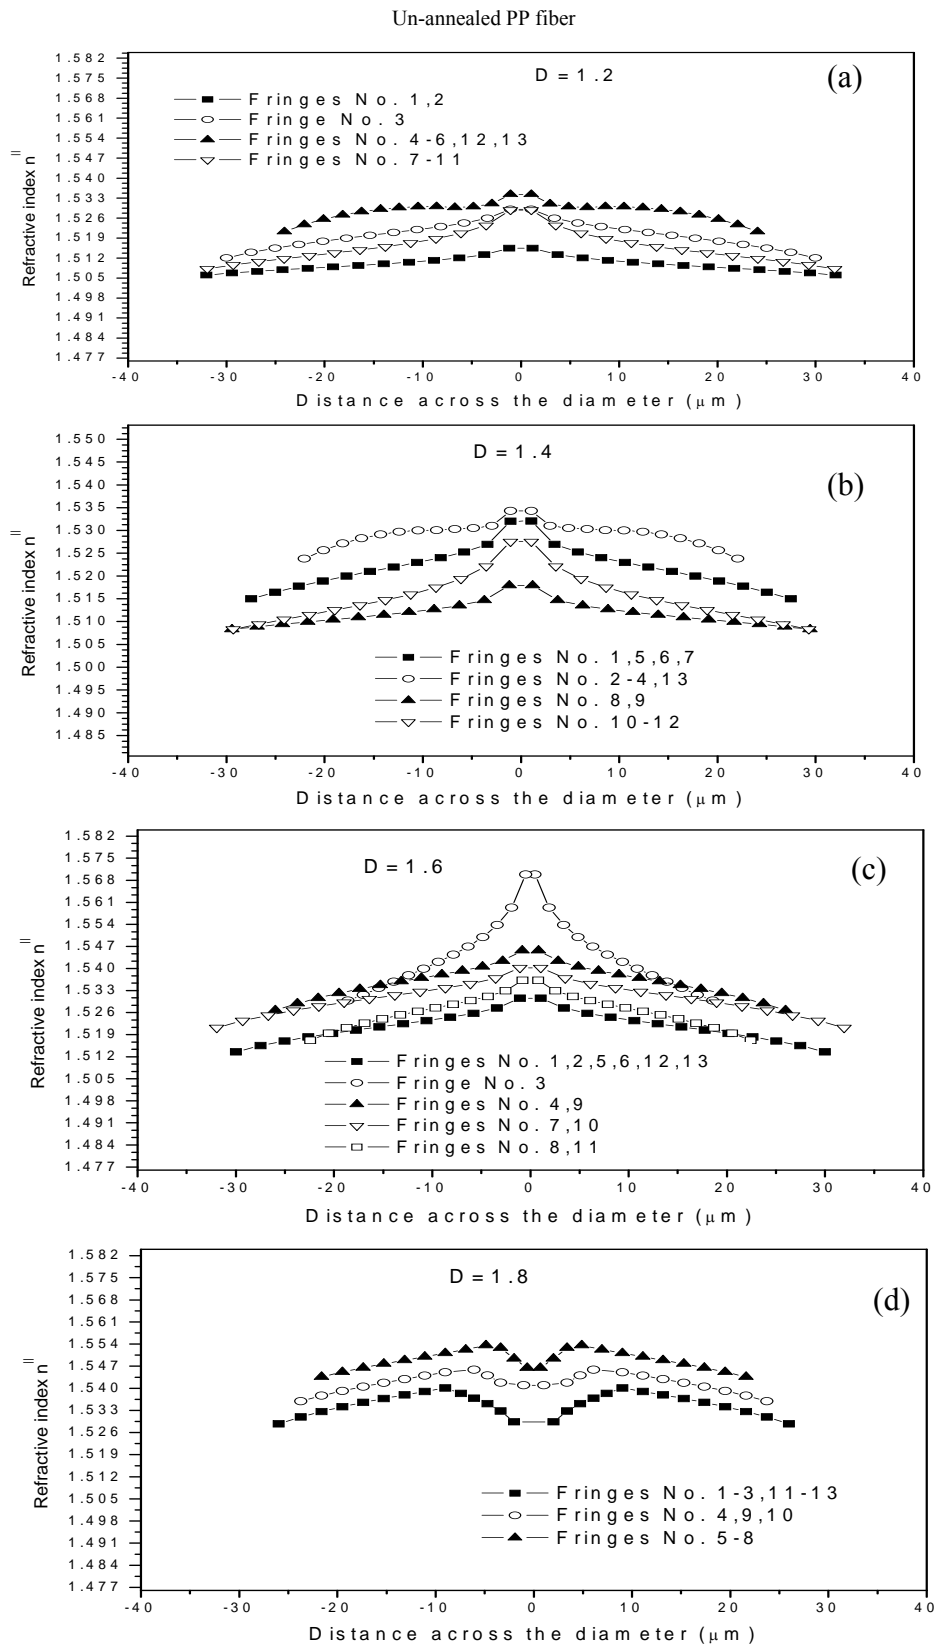 Un-annealed PP fiber
1.582
1.575
1.568
1.561
1.554
1.547
1.540
1.533
1.526
1.519
1.512
1.505
1.498
1.491
1.484
1.477
Refractive index n||
D = 1.2
(a)
Fringes No. 1,2
Fringe No. 3
Fringes No. 4-6,12,13
Fringes No. 7-11
-40 -30 -20 -10 0 10 20 30 40
Distance across the diameter (μm)
1.550
1.545
1.540
1.535
1.530
1.525
1.520
1.515
1.510
1.505
1.500
1.495
1.490
1.485
Refractive index n||
D = 1.4
(b)
Fringes No. 1,5,6,7
Fringes No. 2-4,13
Fringes No. 8,9
Fringes No. 10-12
-40 -30 -20 -10 0 10 20 30 40
Distance across the diameter (μm)
1.582
1.575
1.568
1.561
1.554
1.547
1.540
1.533
1.526
1.519
1.512
1.505
1.498
1.491
1.484
1.477
Refractive index n||
D = 1.6
(c)
Fringes No. 1,2,5,6,12,13
Fringe No. 3
Fringes No. 4,9
Fringes No. 7,10
Fringes No. 8,11
-40 -30 -20 -10 0 10 20 30 40
Distance across the diameter (μm)
1.582
1.575
1.568
1.561
1.554
1.547
1.540
1.533
1.526
1.519
1.512
1.505
1.498
1.491
1.484
1.477
Refractive index n||
D = 1.8
(d)
Fringes No. 1-3,11-13
Fringes No. 4,9,10
Fringes No. 5-8
-40 -30 -20 -10 0 10 20 30 40
Distance across the diameter (μm)